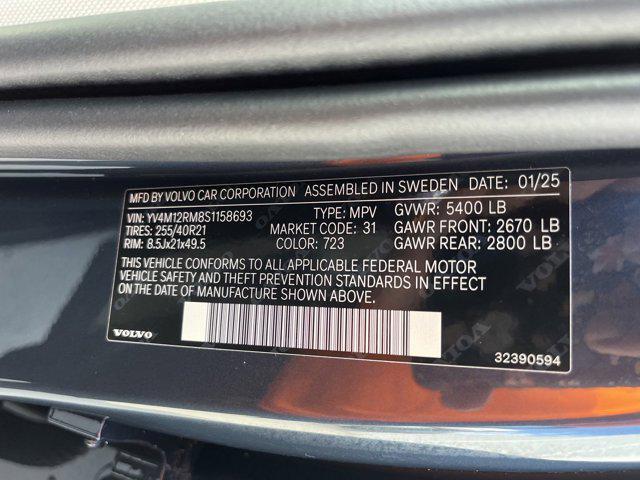 MFD BY VOLVO CAR CORPORATION ASSEMBLED IN SWEDEN DATE: 01/25
VIN: YV4M12RM8S1158693 TYPE: MPV GVWR: 5400 LB
TIRES: 255/40R21 MARKET CODE: 31 GAWR FRONT: 2670 LB
RIM: 8.5Jx21x49.5 COLOR: 723 GAWR REAR: 2800 LB
THIS VEHICLE CONFORMS TO ALL APPLICABLE FEDERAL MOTOR
VEHICLE SAFETY AND THEFT PREVENTION STANDARDS IN EFFECT
ON THE DATE OF MANUFACTURE SHOWN ABOVE.
VOLVO 32390594